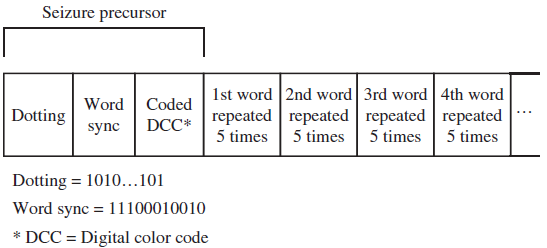 Seizure precursor
Dotting
Word
sync
Coded
DCC*
1st word
repeated
5 times
2nd word
repeated
5 times
3rd word
repeated
5 times
4th word
repeated
5 times
...
Dotting = 1010...101
Word sync = 11100010010
* DCC = Digital color code